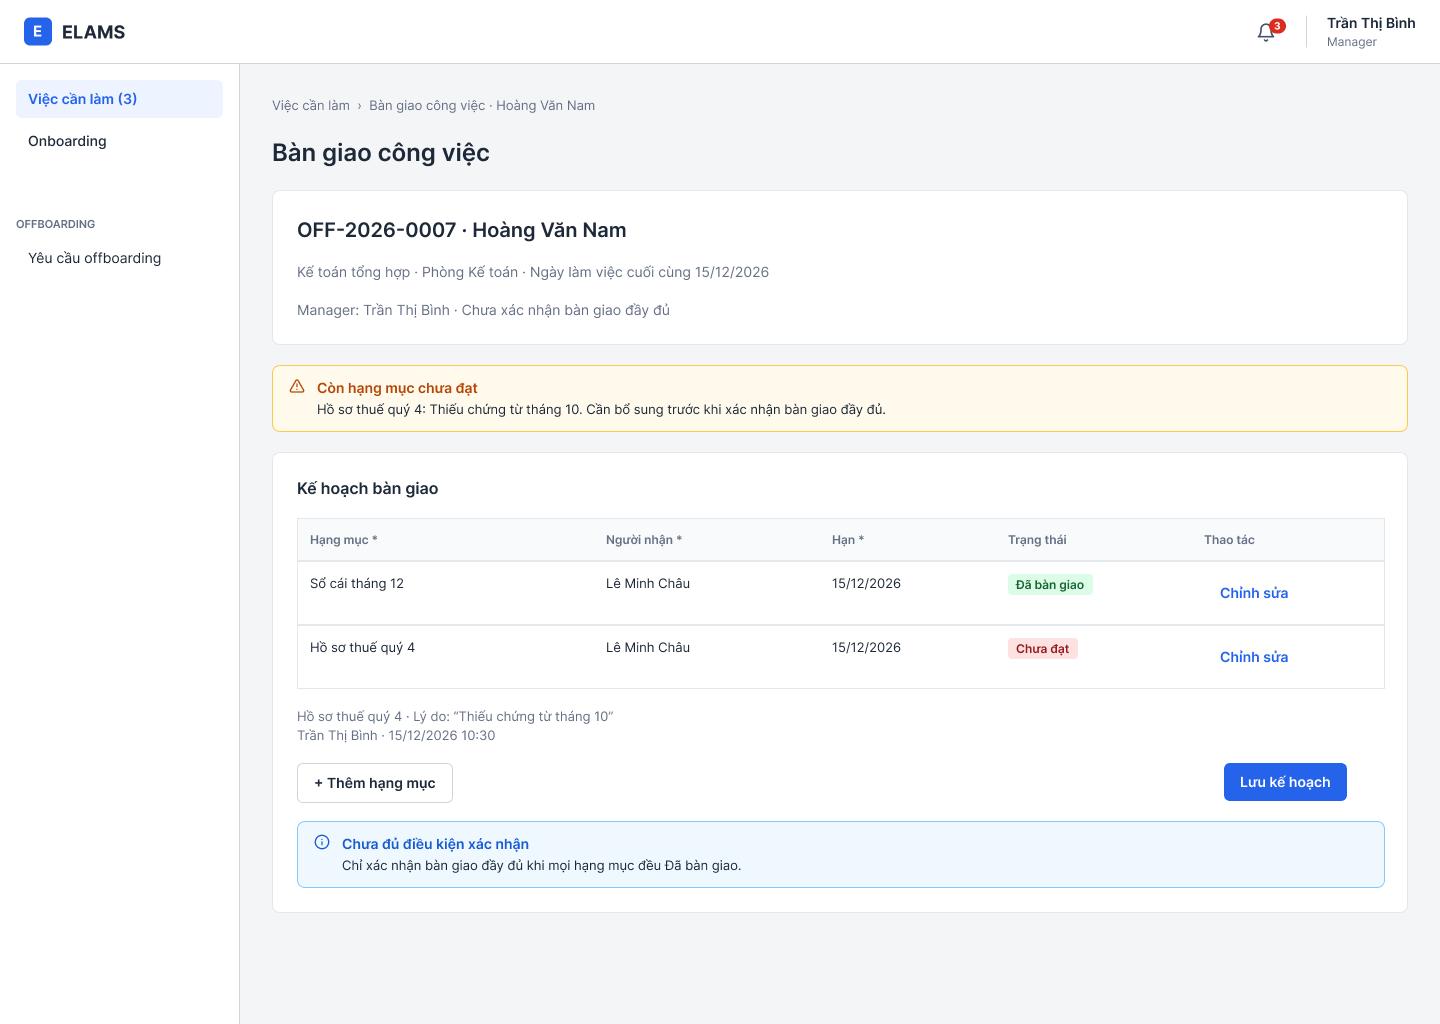 E ELAMS
3
Trần Thị Bình
Manager
Việc cần làm (3)
Onboarding
OFFBOARDING
Yêu cầu offboarding
Việc cần làm › Bàn giao công việc · Hoàng Văn Nam
Bàn giao công việc
OFF-2026-0007 · Hoàng Văn Nam
Kế toán tổng hợp · Phòng Kế toán · Ngày làm việc cuối cùng 15/12/2026
Manager: Trần Thị Bình · Chưa xác nhận bàn giao đầy đủ
Còn hạng mục chưa đạt
Hồ sơ thuế quý 4: Thiếu chứng từ tháng 10. Cần bổ sung trước khi xác nhận bàn giao đầy đủ.
Kế hoạch bàn giao
Hạng mục * Người nhận * Hạn * Trạng thái Thao tác
Sổ cái tháng 12 Lê Minh Châu 15/12/2026 Đã bàn giao Chỉnh sửa
Hồ sơ thuế quý 4 Lê Minh Châu 15/12/2026 Chưa đạt Chỉnh sửa
Hồ sơ thuế quý 4 · Lý do: “Thiếu chứng từ tháng 10”
Trần Thị Bình · 15/12/2026 10:30
+ Thêm hạng mục Lưu kế hoạch
Chưa đủ điều kiện xác nhận
Chỉ xác nhận bàn giao đầy đủ khi mọi hạng mục đều Đã bàn giao.